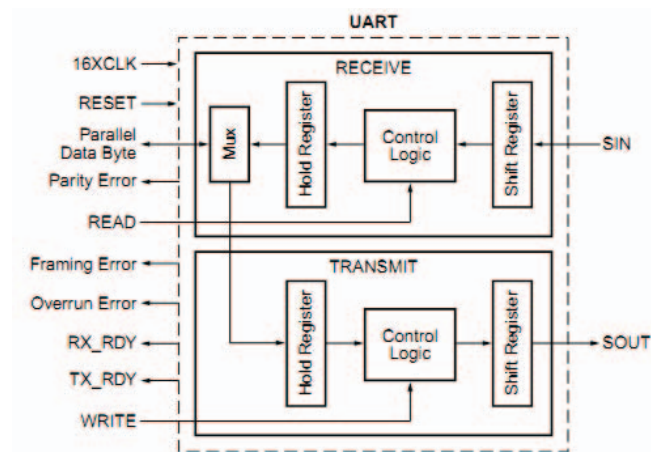 UART
16XCLK
RESET
Parallel
Data Byte
Parity Error
READ
Framing Error
Overrun Error
RX_RDY
TX_RDY
WRITE
RECEIVE
Mux
Hold Register
Control
Logic
Shift Register
SIN
TRANSMIT
Hold Register
Control
Logic
Shift Register
SOUT